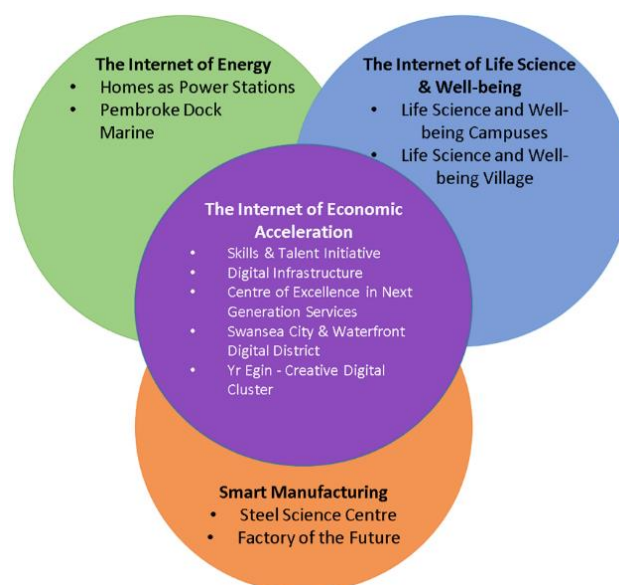 The Internet of Energy
• Homes as Power Stations
• Pembroke Dock
Marine
The Internet of Life Science
& Well-being
• Life Science and Well-
being Campuses
• Life Science and Well-
being Village
The Internet of Economic
Acceleration
• Skills & Talent Initiative
• Digital Infrastructure
• Centre of Excellence in Next
Generation Services
• Swansea City & Waterfront
Digital District
• Yr Egin - Creative Digital
Cluster
Smart Manufacturing
• Steel Science Centre
• Factory of the Future